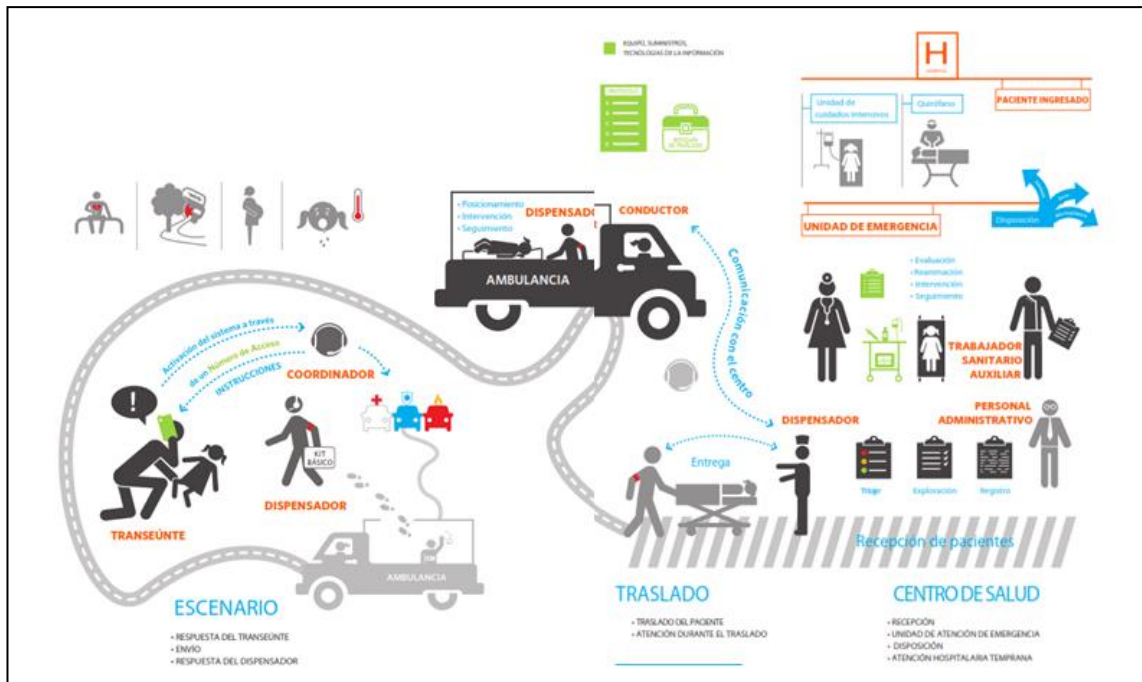 EQUIPO, SUMINISTROS,
TECNOLOGÍAS DE LA INFORMACIÓN
H
PACIENTE INGRESADO
Unidad de
cuidados intensivos
Quirófano
Disposición
UNIDAD DE EMERGENCIA
• Posicionamiento
• Intervención
• Seguimiento
DISPENSADO
CONDUCTOR
AMBULANCIA
Comunicación con el centro
• Evaluación
• Reanimación
• Intervención
• Seguimiento
TRABAJADOR
SANITARIO
AUXILIAR
Activación del sistema a través
de un Número de Acceso
INSTRUCCIONES
COORDINADOR
KIT
BÁSICO
DISPENSADOR
TRANSEÚNTE
AMBULANCIA
DISPENSADOR
Entrega
PERSONAL
ADMINISTRATIVO
Exploración
Registro
Recepción de pacientes
ESCENARIO
• RESPUESTA DEL TRANSEÚNTE
• ENVÍO
• RESPUESTA DEL DISPENSADOR
TRASLADO
• TRASLADO DEL PACIENTE
• ATENCIÓN DURANTE EL TRASLADO
CENTRO DE SALUD
• RECEPCIÓN
• UNIDAD DE ATENCIÓN DE EMERGENCIA
• DISPOSICIÓN
• ATENCIÓN HOSPITALARIA TEMPRANA